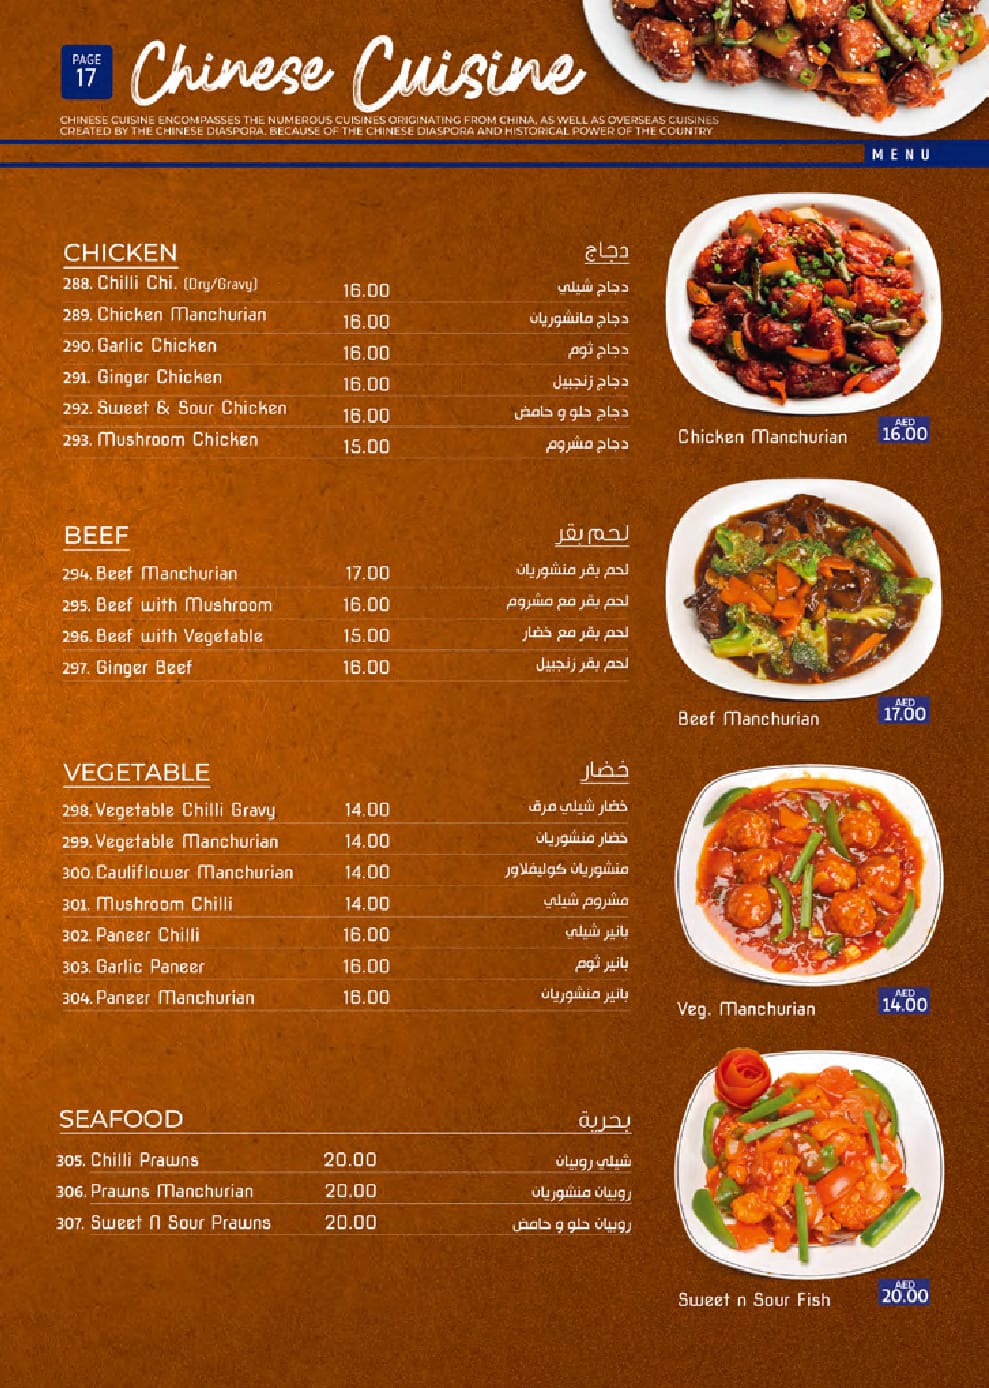 PAGE
17
Chinese Cuisine
CHINESE CUISINE ENCOMPASSES THE NUMEROUS CUISINES ORIGINATING FROM CHINA, AS WELL AS OVERSEAS CUISINES
CREATED BY THE CHINESE DIASPORA. BECAUSE OF THE CHINESE DIASPORA AND HISTORICAL POWER OF THE COUNTRY
MENU
CHICKEN دجاج
288. Chilli Chi. (Dry/Gravy) 16.00 دجاج شيلي
289. Chicken Manchurian 16.00 دجاج مانشوريان
290. Garlic Chicken 16.00 دجاج ثوم
291. Ginger Chicken 16.00 دجاج زنجبيل
292. Sweet & Sour Chicken 16.00 دجاج حلو و حامض
293. Mushroom Chicken 15.00 دجاج مشروم
Chicken Manchurian AED 16.00
BEEF لحم بقر
294. Beef Manchurian 17.00 لحم بقر منشوريان
295. Beef with Mushroom 16.00 لحم بقر مع مشروم
296. Beef with Vegetable 15.00 لحم بقر مع خضار
297. Ginger Beef 16.00 لحم بقر زنجبيل
Beef Manchurian AED 17.00
VEGETABLE خضار
298. Vegetable Chilli Gravy 14.00 خضار شيلي مرق
299. Vegetable Manchurian 14.00 خضار منشوريان
300. Cauliflower Manchurian 14.00 منشوريان كوليفلاور
301. Mushroom Chilli 14.00 مشروم شيلي
302. Paneer Chilli 16.00 بانير شيلي
303. Garlic Paneer 16.00 بانير ثوم
304. Paneer Manchurian 16.00 بانير منشوريان
Veg. Manchurian AED 14.00
SEAFOOD بحرية
305. Chilli Prawns 20.00 شيلي روبيان
306. Prawns Manchurian 20.00 روبيان منشوريان
307. Sweet N Sour Prawns 20.00 روبيان حلو و حامض
Sweet n Sour Fish AED 20.00